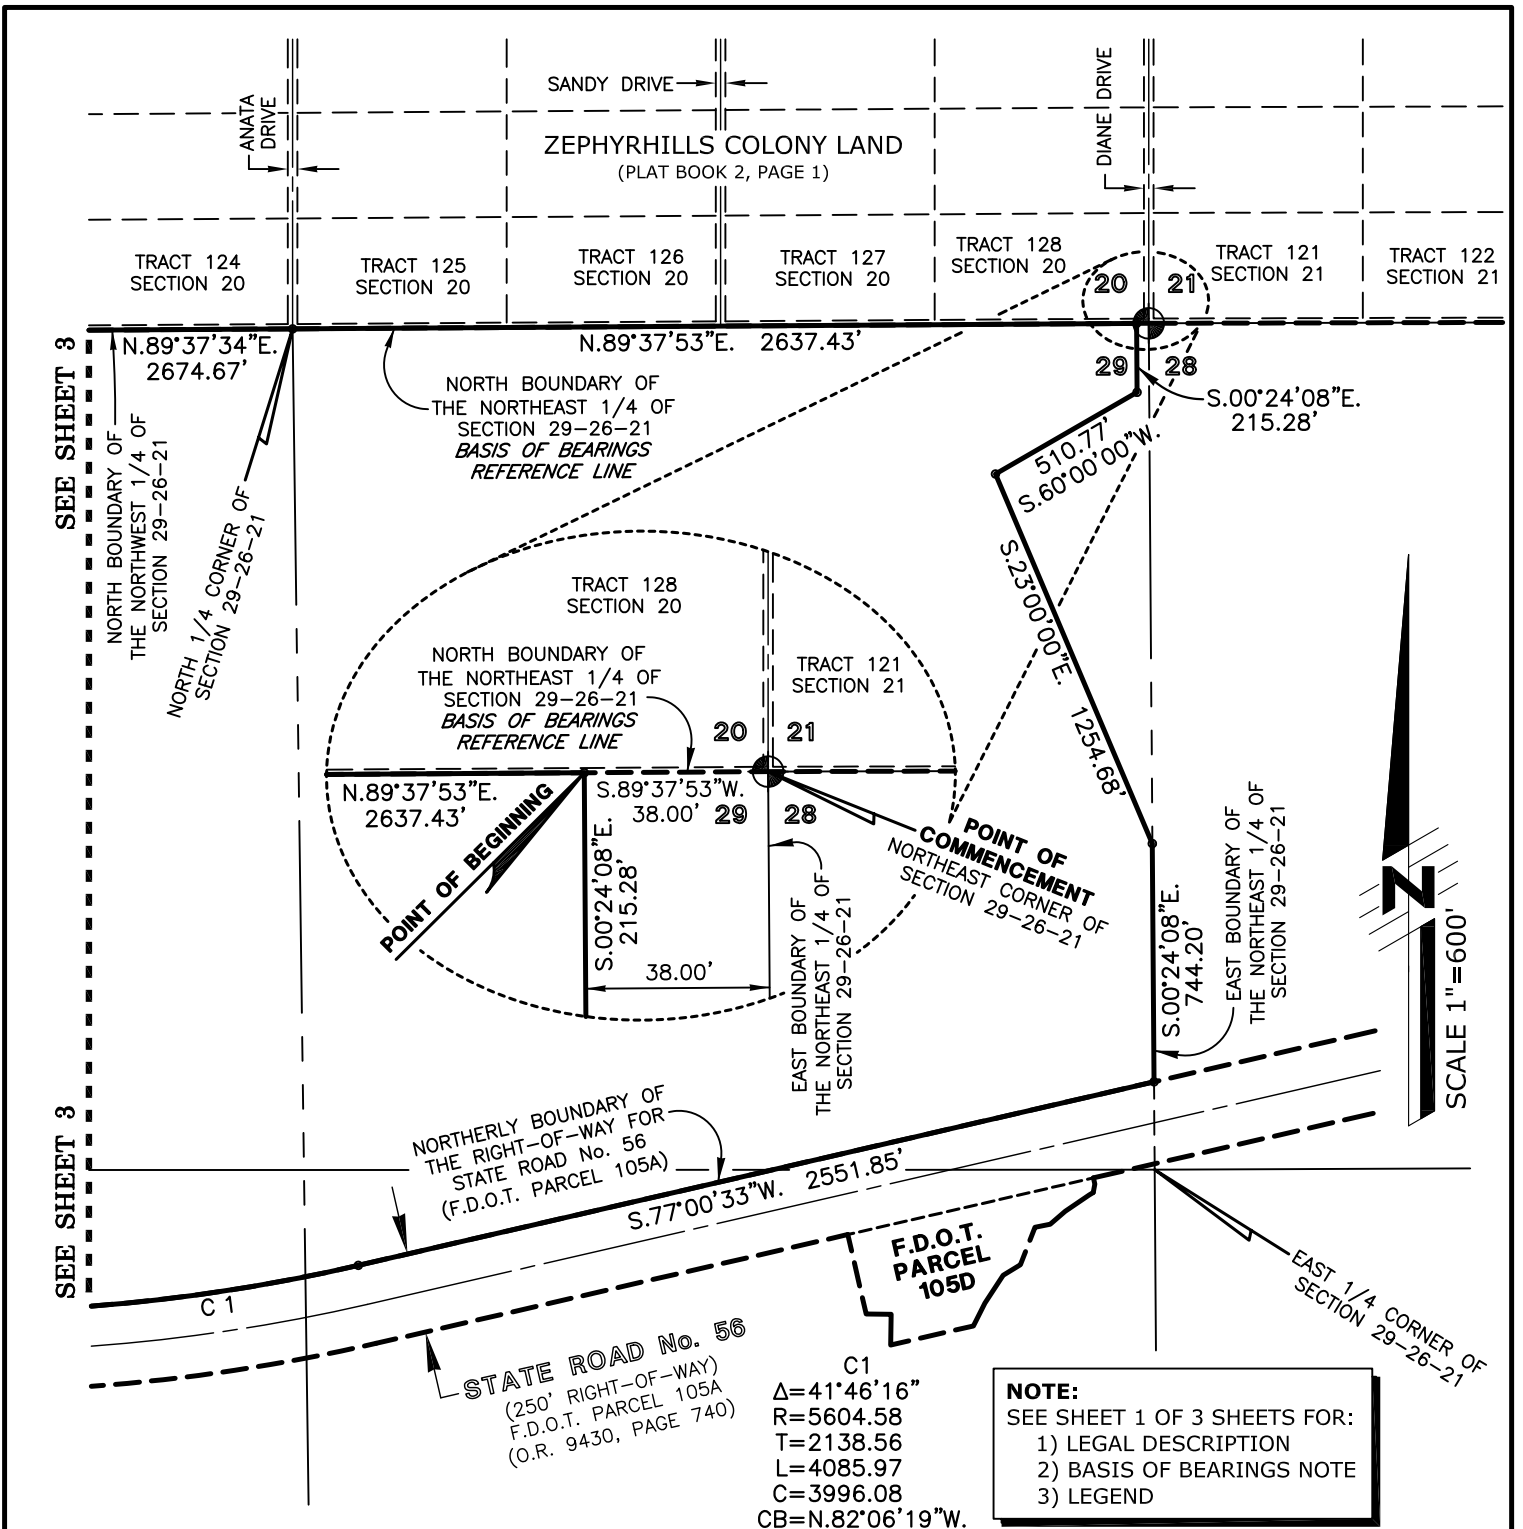 SANDY DRIVE
ANATA
DRIVE
DIANE DRIVE
ZEPHYRHILLS COLONY LAND
(PLAT BOOK 2, PAGE 1)
TRACT 124
SECTION 20
TRACT 125
SECTION 20
TRACT 126
SECTION 20
TRACT 127
SECTION 20
TRACT 128
SECTION 20
TRACT 121
SECTION 21
TRACT 122
SECTION 21
20
21
29
28
N.89°37'34"E.
2674.67'
N.89°37'53"E. 2637.43'
SEE SHEET 3
NORTH BOUNDARY OF
THE NORTHWEST 1/4 OF
SECTION 29-26-21
NORTH 1/4 CORNER OF
SECTION 29-26-21
NORTH BOUNDARY OF
THE NORTHEAST 1/4 OF
SECTION 29-26-21
BASIS OF BEARINGS
REFERENCE LINE
S.00°24'08"E.
215.28'
510.77'
S.60°00'00"W.
S.23°00'00"E. 1254.68'
TRACT 128
SECTION 20
NORTH BOUNDARY OF
THE NORTHEAST 1/4 OF
SECTION 29-26-21
BASIS OF BEARINGS
REFERENCE LINE
TRACT 121
SECTION 21
20
21
N.89°37'53"E.
2637.43'
S.89°37'53"W.
38.00'
29
28
POINT OF BEGINNING
S.00°24'08"E.
215.28'
38.00'
POINT OF
COMMENCEMENT
NORTHEAST CORNER OF
SECTION 29-26-21
EAST BOUNDARY OF
THE NORTHEAST 1/4 OF
SECTION 29-26-21
S.00°24'08"E.
744.20'
EAST BOUNDARY OF
THE NORTHEAST 1/4 OF
SECTION 29-26-21
N
SCALE 1"=600'
SEE SHEET 3
NORTHERLY BOUNDARY OF
THE RIGHT-OF-WAY FOR
STATE ROAD No. 56
(F.D.O.T. PARCEL 105A)
S.77°00'33"W. 2551.85'
C 1
F.D.O.T.
PARCEL
105D
EAST 1/4 CORNER OF
SECTION 29-26-21
STATE ROAD No. 56
(250' RIGHT-OF-WAY)
F.D.O.T. PARCEL 105A
(O.R. 9430, PAGE 740)
C1
Δ=41°46'16"
R=5604.58
T=2138.56
L=4085.97
C=3996.08
CB=N.82°06'19"W.
NOTE:
SEE SHEET 1 OF 3 SHEETS FOR:
1) LEGAL DESCRIPTION
2) BASIS OF BEARINGS NOTE
3) LEGEND